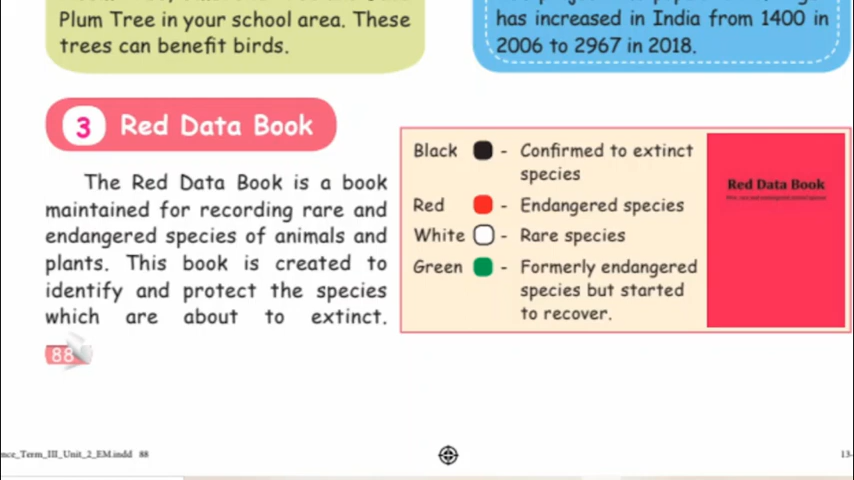 Plum Tree in your school area. These
trees can benefit birds.
has increased in India from 1400 in
2006 to 2967 in 2018.
3 Red Data Book
The Red Data Book is a book
maintained for recording rare and
endangered species of animals and
plants. This book is created to
identify and protect the species
which are about to extinct.
Black - Confirmed to extinct
species
Red - Endangered species
White - Rare species
Green - Formerly endangered
species but started
to recover.
Red Data Book
88
nce_Term_III_Unit_2_EM.indd 88
13-